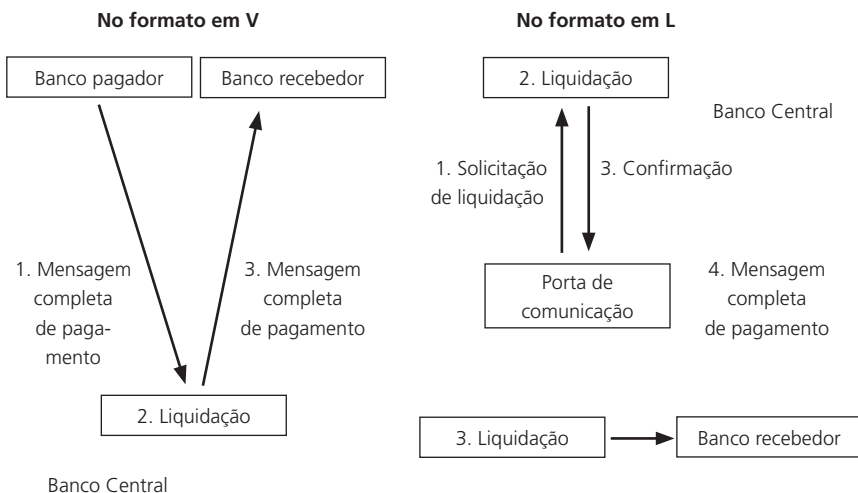 No formato em V
Banco pagador
Banco recebedor
1. Mensagem
completa
de paga-
mento
3. Mensagem
completa
de pagamento
2. Liquidação
Banco Central
No formato em L
2. Liquidação
Banco Central
1. Solicitação
de liquidação
3. Confirmação
Porta de
comunicação
4. Mensagem
completa
de pagamento
3. Liquidação
Banco recebedor